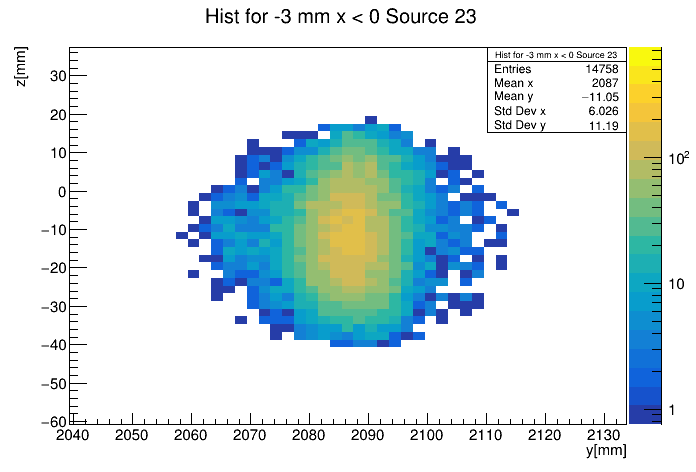 Hist for -3 mm x < 0 Source 23
z[mm]
Hist for -3 mm x < 0 Source 23
Entries 14758
Mean x 2087
Mean y −11.05
Std Dev x 6.026
Std Dev y 11.19
30
20
10
0
−10
−20
−30
−40
−50
−60
2040 2050 2060 2070 2080 2090 2100 2110 2120 2130
y[mm]
10²
10
1